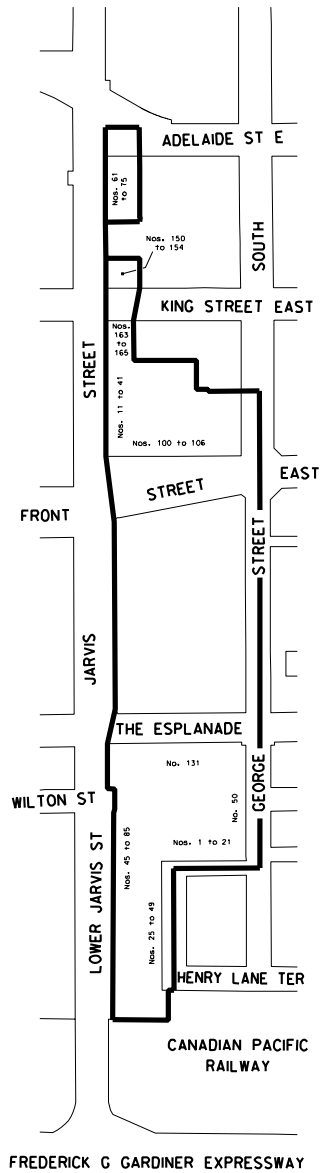 ADELAIDE ST E
Nos. 61
to 75
Nos. 150
to 154
SOUTH
KING STREET EAST
Nos.
163
to
165
STREET
Nos. 11 to 41
Nos. 100 to 106
EAST
STREET
FRONT
STREET
JARVIS
THE ESPLANADE
No. 131
GEORGE
WILTON ST
No. 50
Nos. 1 to 21
Nos. 45 to 85
LOWER JARVIS ST
Nos. 25 to 49
HENRY LANE TER
CANADIAN PACIFIC
RAILWAY
FREDERICK G GARDINER EXPRESSWAY